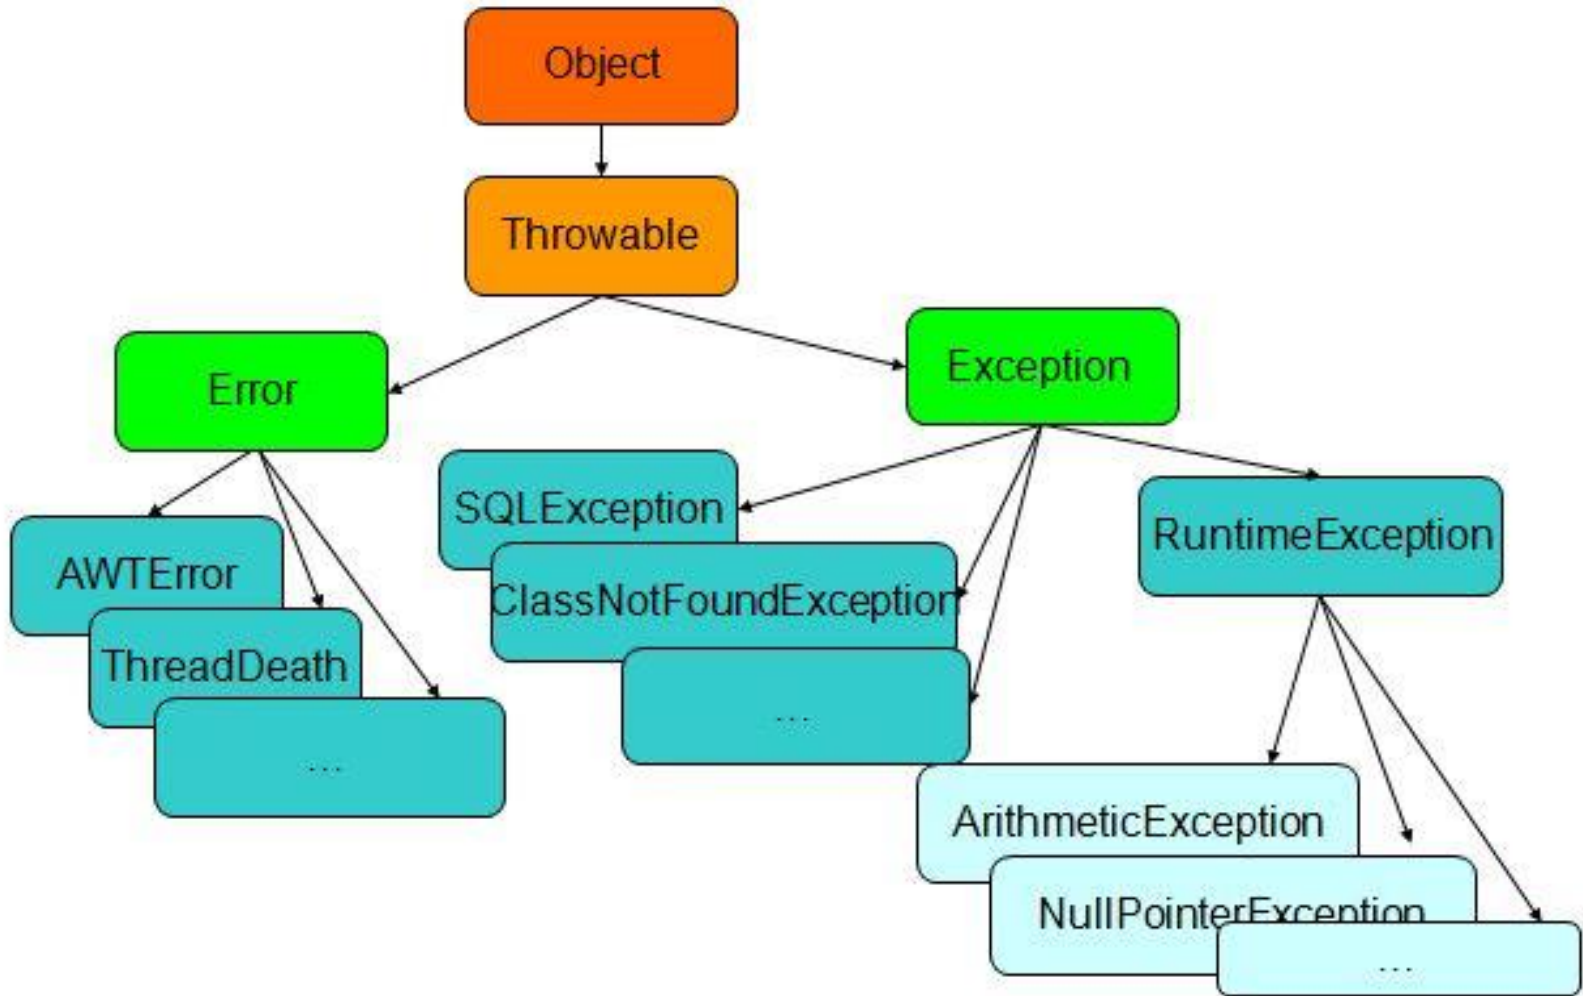 Object
Throwable
Error
Exception
SQLException
RuntimeException
AWTError
ClassNotFoundException
ThreadDeath
...
...
ArithmeticException
NullPointerException
...